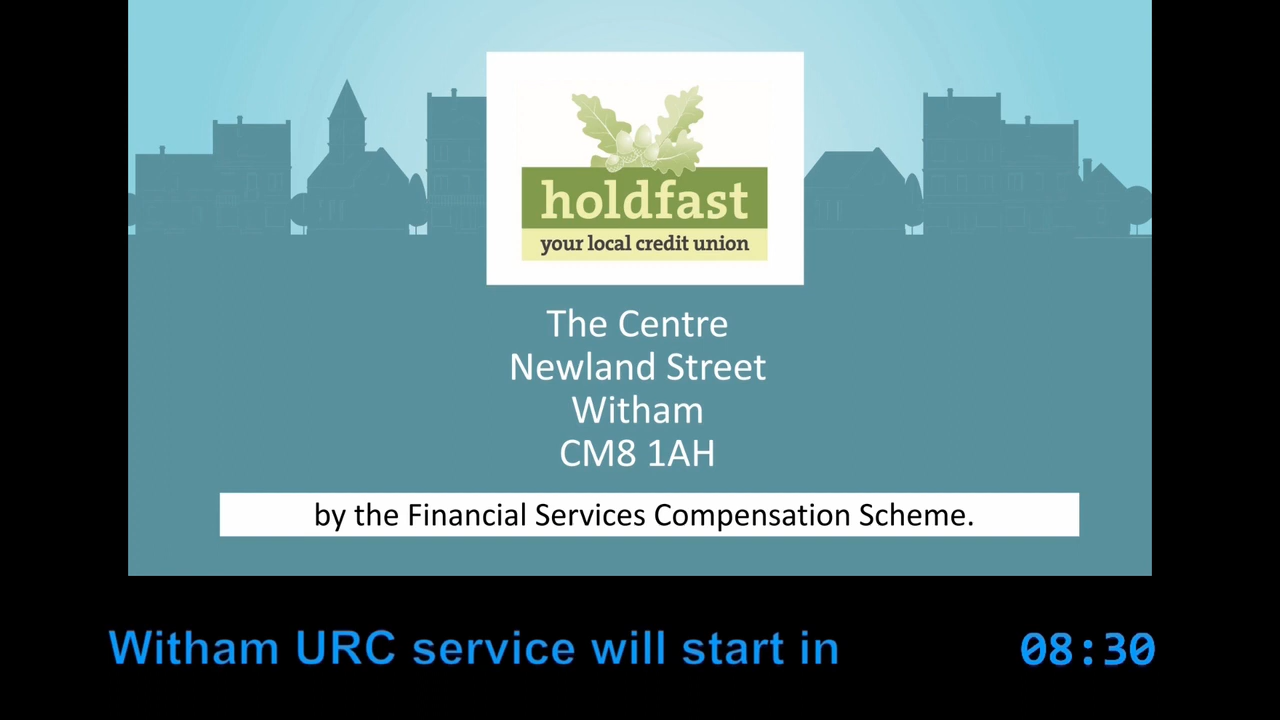 holdfast
your local credit union
The Centre
Newland Street
Witham
CM8 1AH
by the Financial Services Compensation Scheme.
Witham URC service will start in 08:30